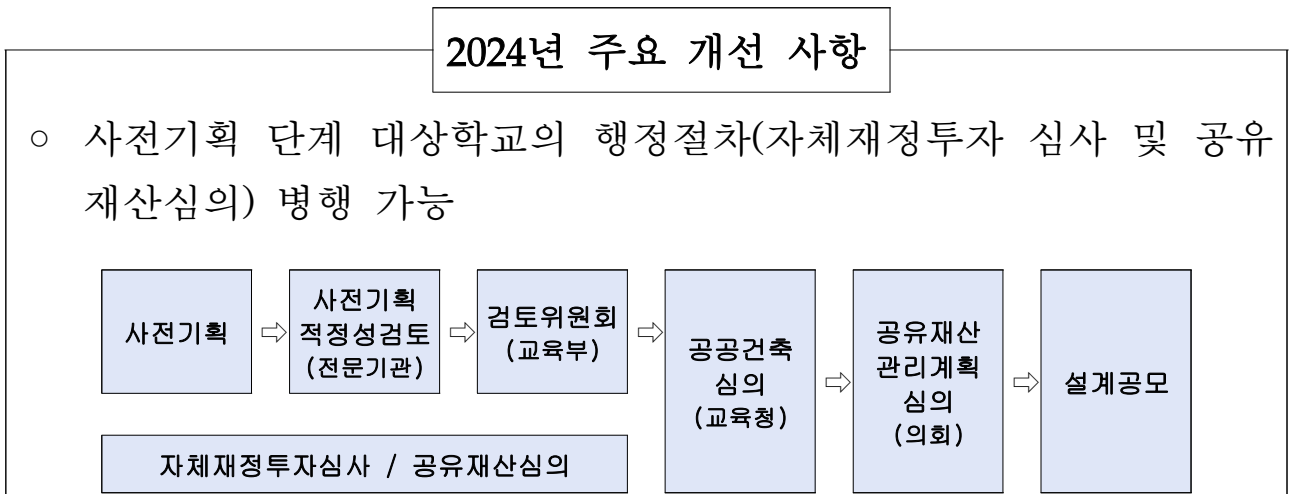 2024년 주요 개선 사항
○ 사전기획 단계 대상학교의 행정절차(자체재정투자 심사 및 공유
재산심의) 병행 가능
사전기획
⇨
사전기획
적정성검토
(전문기관)
⇨
검토위원회
(교육부)
⇨
공공건축
심의
(교육청)
⇨
공유재산
관리계획
심의
(의회)
⇨
설계공모
자체재정투자심사 / 공유재산심의